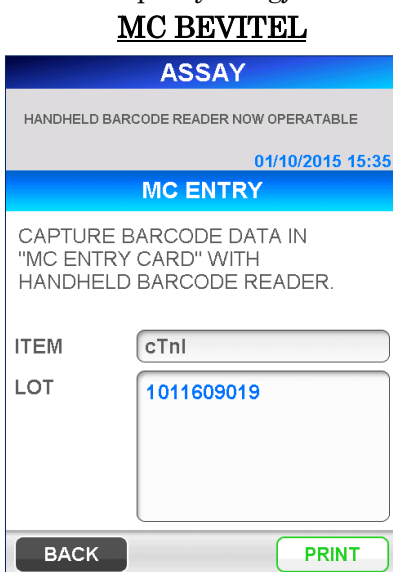 MC BEVITEL
ASSAY
HANDHELD BARCODE READER NOW OPERATABLE
01/10/2015 15:35
MC ENTRY
CAPTURE BARCODE DATA IN
"MC ENTRY CARD" WITH
HANDHELD BARCODE READER.
ITEM cTnI
LOT 1011609019
BACK PRINT